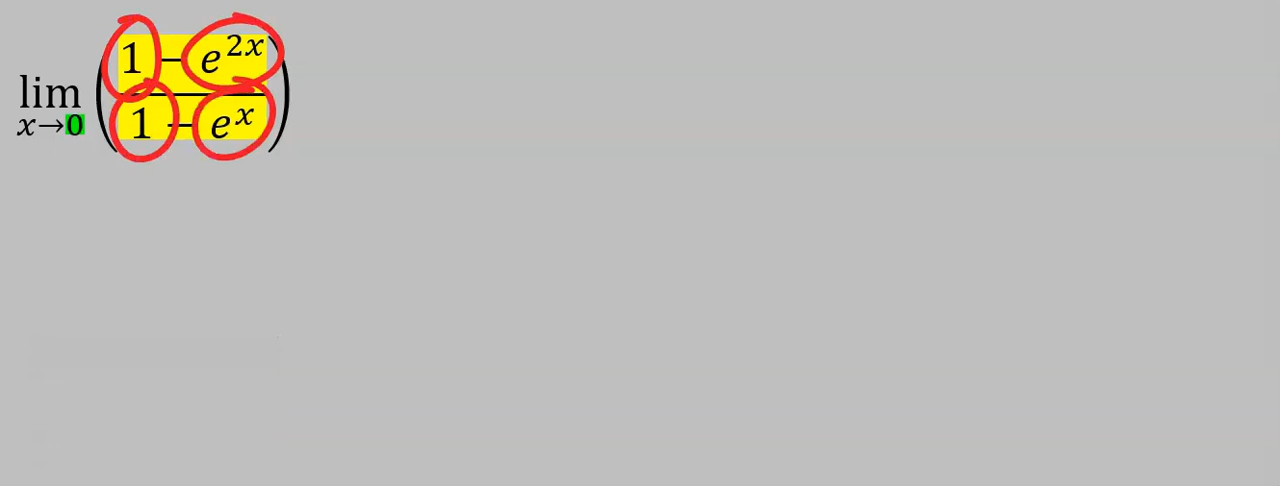 lim x→0 (
1 − e^{2x}
1 − e^x
)